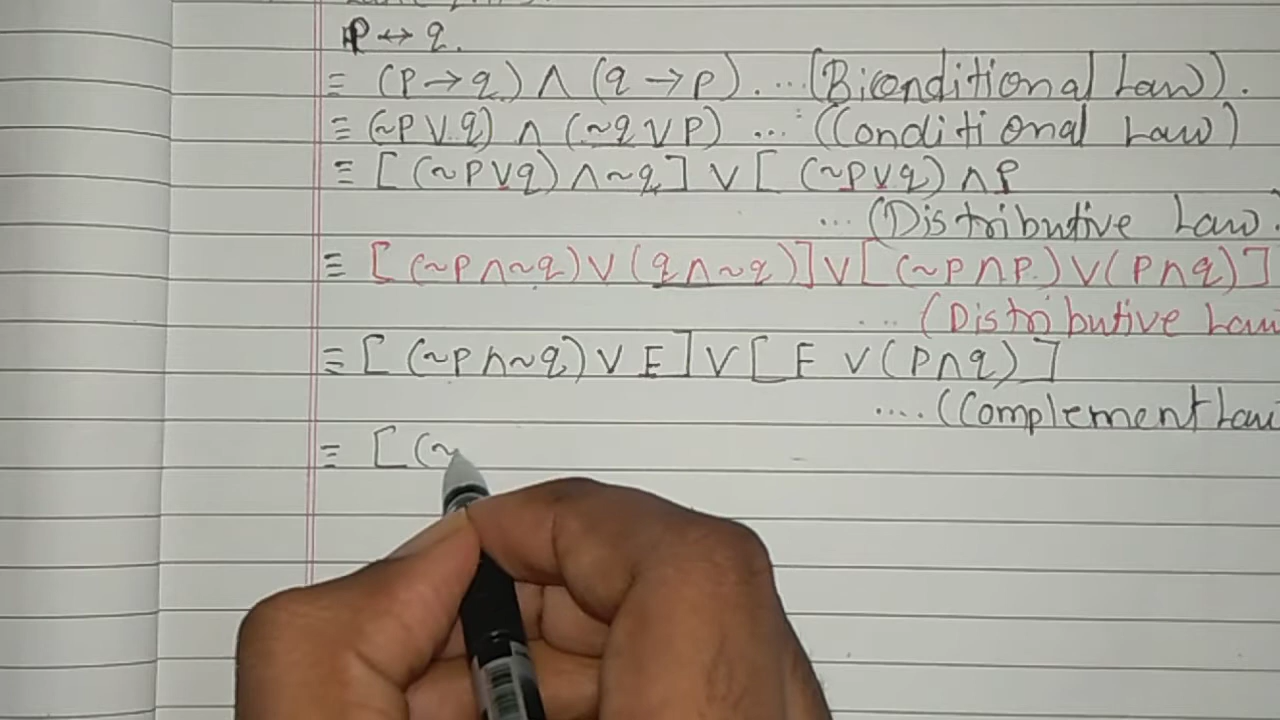 P ↔ q.
≡ (P → q) ∧ (q → P). ...(Biconditional Law).
≡ (~P ∨ q) ∧ (~q ∨ P) ... (Conditional Law)
≡ [(~P ∨ q) ∧ ~q] ∨ [(~P ∨ q) ∧ P
... (Distributive Law.
≡ [(~P ∧ ~q) ∨ (q ∧ ~q)] ∨ [(~P ∧ P) ∨ (P ∧ q)]
... (Distributive Law
≡ [(~P ∧ ~q) ∨ F] ∨ [F ∨ (P ∧ q)]
.... (Complement Law
≡ [(~